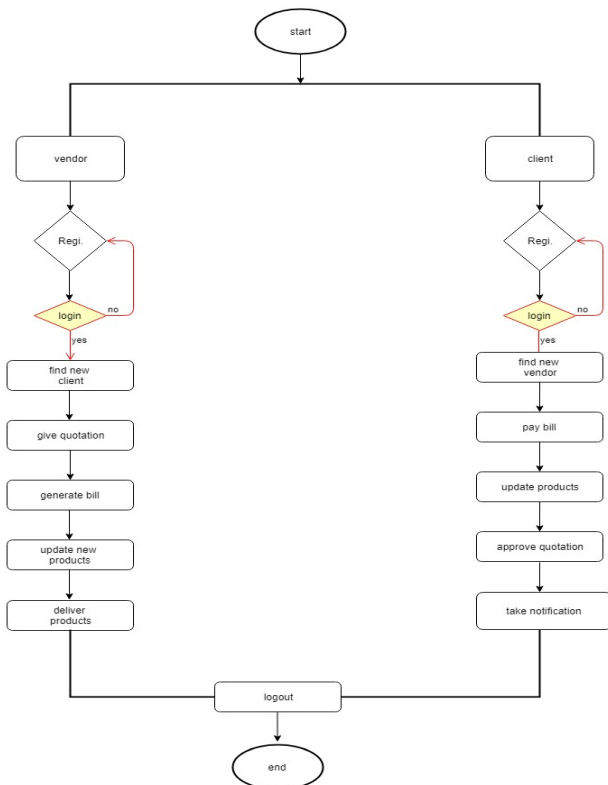 start
vendor
client
Regi.
Regi.
login
no
login
no
yes
yes
find new
client
find new
vendor
give quotation
pay bill
generate bill
update products
update new
products
approve quotation
deliver
products
take notification
logout
end